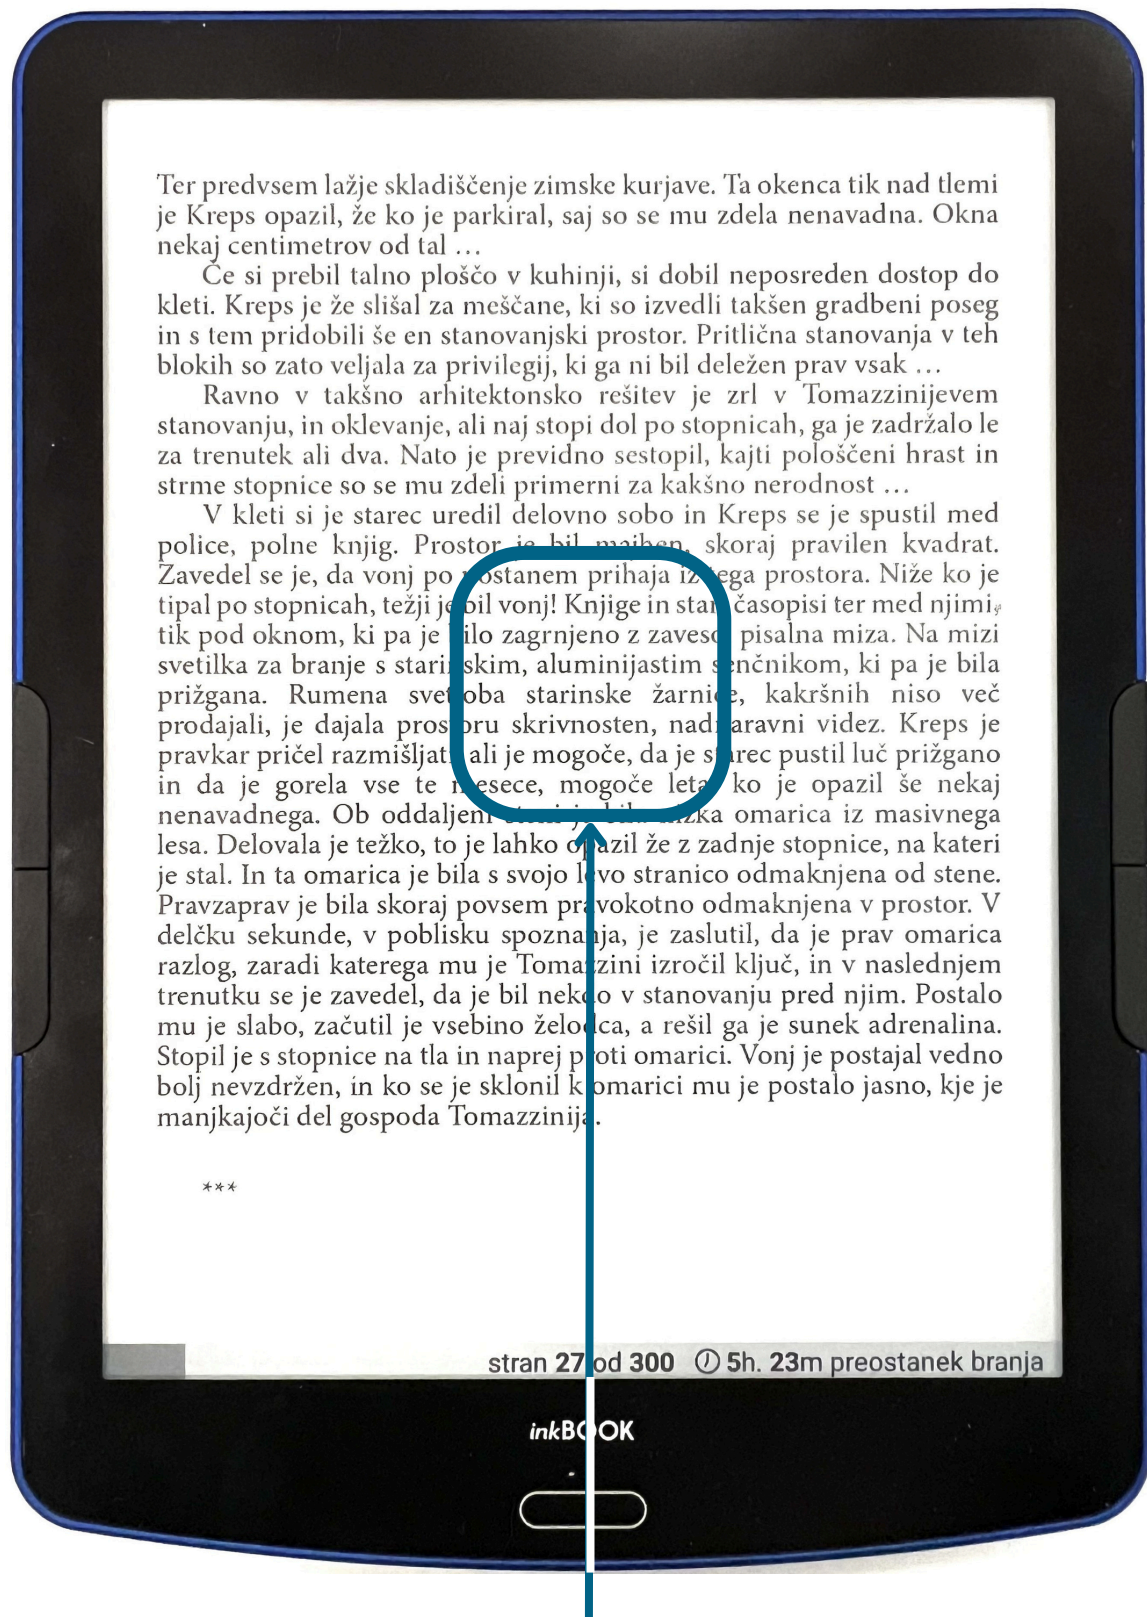 Ter predvsem lažje skladiščenje zimske kurjave. Ta okenca tik nad tlemi
je Kreps opazil, že ko je parkiral, saj so se mu zdela nenavadna. Okna
nekaj centimetrov od tal ...
Če si prebil talno ploščo v kuhinji, si dobil neposreden dostop do
kleti. Kreps je že slišal za meščane, ki so izvedli takšen gradbeni poseg
in s tem pridobili še en stanovanjski prostor. Pritlična stanovanja v teh
blokih so zato veljala za privilegij, ki ga ni bil deležen prav vsak ...
Ravno v takšno arhitektonsko rešitev je zrl v Tomazzinijevem
stanovanju, in oklevanje, ali naj stopi dol po stopnicah, ga je zadržalo le
za trenutek ali dva. Nato je previdno sestopil, kajti pološčeni hrast in
strme stopnice so se mu zdeli primerni za kakšno nerodnost ...
V kleti si je starec uredil delovno sobo in Kreps se je spustil med
police, polne knjig. Prostor je bil majhen, skoraj pravilen kvadrat.
Zavedel se je, da vonj po postanem prihaja iz tega prostora. Niže ko je
tipal po stopnicah, težji je bil vonj! Knjige in stari časopisi ter med njimi,
tik pod oknom, ki pa je bilo zagrnjeno z zaveso, pisalna miza. Na mizi
svetilka za branje s starinskim, aluminijastim senčnikom, ki pa je bila
prižgana. Rumena svetloba starinske žarnice, kakršnih niso več
prodajali, je dajala prostoru skrivnosten, nadnaravni videz. Kreps je
pravkar pričel razmišljati, ali je mogoče, da je starec pustil luč prižgano
in da je gorela vse te mesece, mogoče leta, ko je opazil še nekaj
nenavadnega. Ob oddaljeni steni je bila nizka omarica iz masivnega
lesa. Delovala je težko, to je lahko opazil že z zadnje stopnice, na kateri
je stal. In ta omarica je bila s svojo levo stranico odmaknjena od stene.
Pravzaprav je bila skoraj povsem pravokotno odmaknjena v prostor. V
delčku sekunde, v poblisku spoznanja, je zaslutil, da je prav omarica
razlog, zaradi katerega mu je Tomazzini izročil ključ, in v naslednjem
trenutku se je zavedel, da je bil nekdo v stanovanju pred njim. Postalo
mu je slabo, začutil je vsebino želodca, a rešil ga je sunek adrenalina.
Stopil je s stopnice na tla in naprej proti omarici. Vonj je postajal vedno
bolj nevzdržen, in ko se je sklonil k omarici mu je postalo jasno, kje je
manjkajoči del gospoda Tomazzinija.
***
stran 27 od 300 5h. 23m preostanek branja
inkBOOK